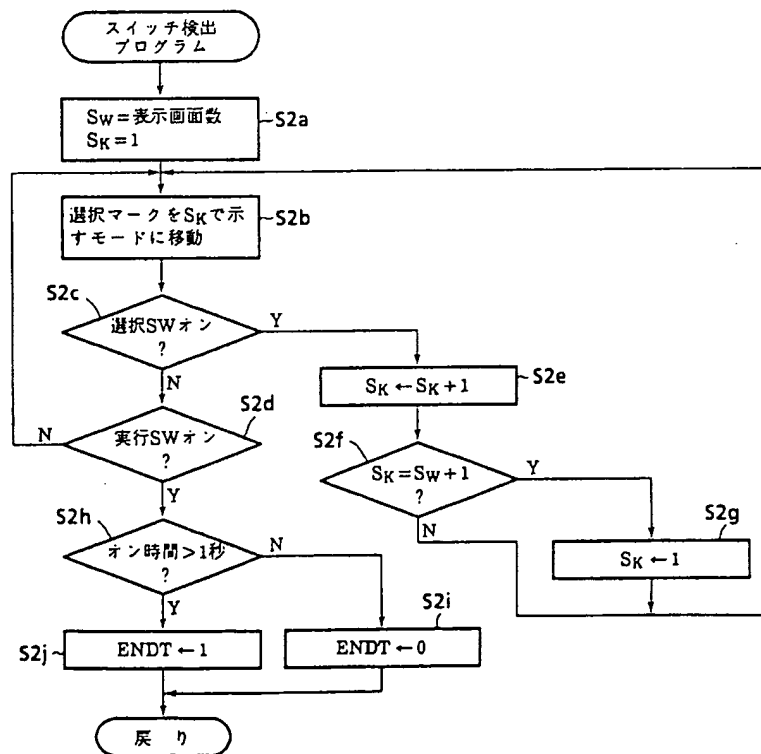 スイッチ検出
プログラム
SW=表示画面数
SK=1
S2a
選択マークをSKで示
すモードに移動
S2b
S2c
選択SWオン
?
Y
N
SK←SK+1
S2e
S2d
実行SWオン
?
N
Y
S2f
SK=SW+1
?
Y
N
S2g
SK←1
S2h
オン時間>1秒
?
N
Y
S2i
ENDT←0
S2j
ENDT←1
戻り